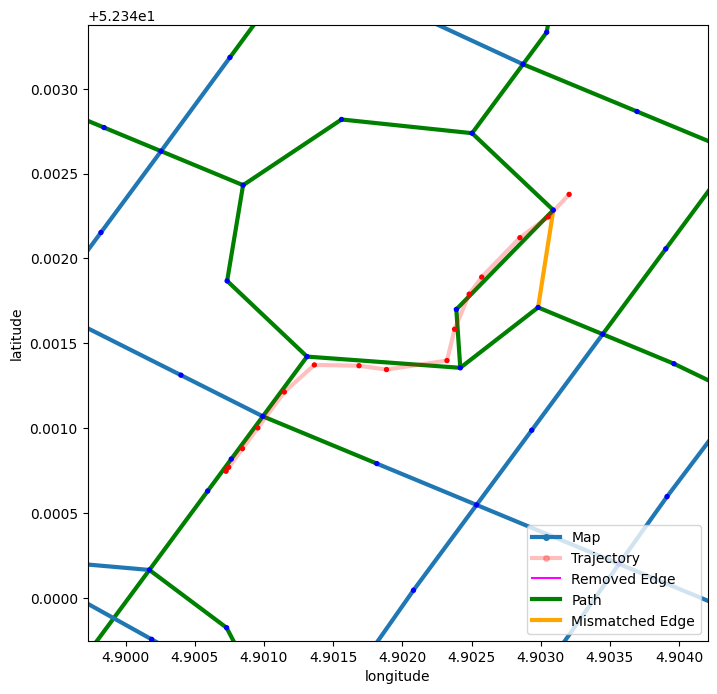 +5.234e1
0.0030
0.0025
0.0020
0.0015
0.0010
0.0005
0.0000
latitude
Map
Trajectory
Removed Edge
Path
Mismatched Edge
4.9000 4.9005 4.9010 4.9015 4.9020 4.9025 4.9030 4.9035 4.9040
longitude